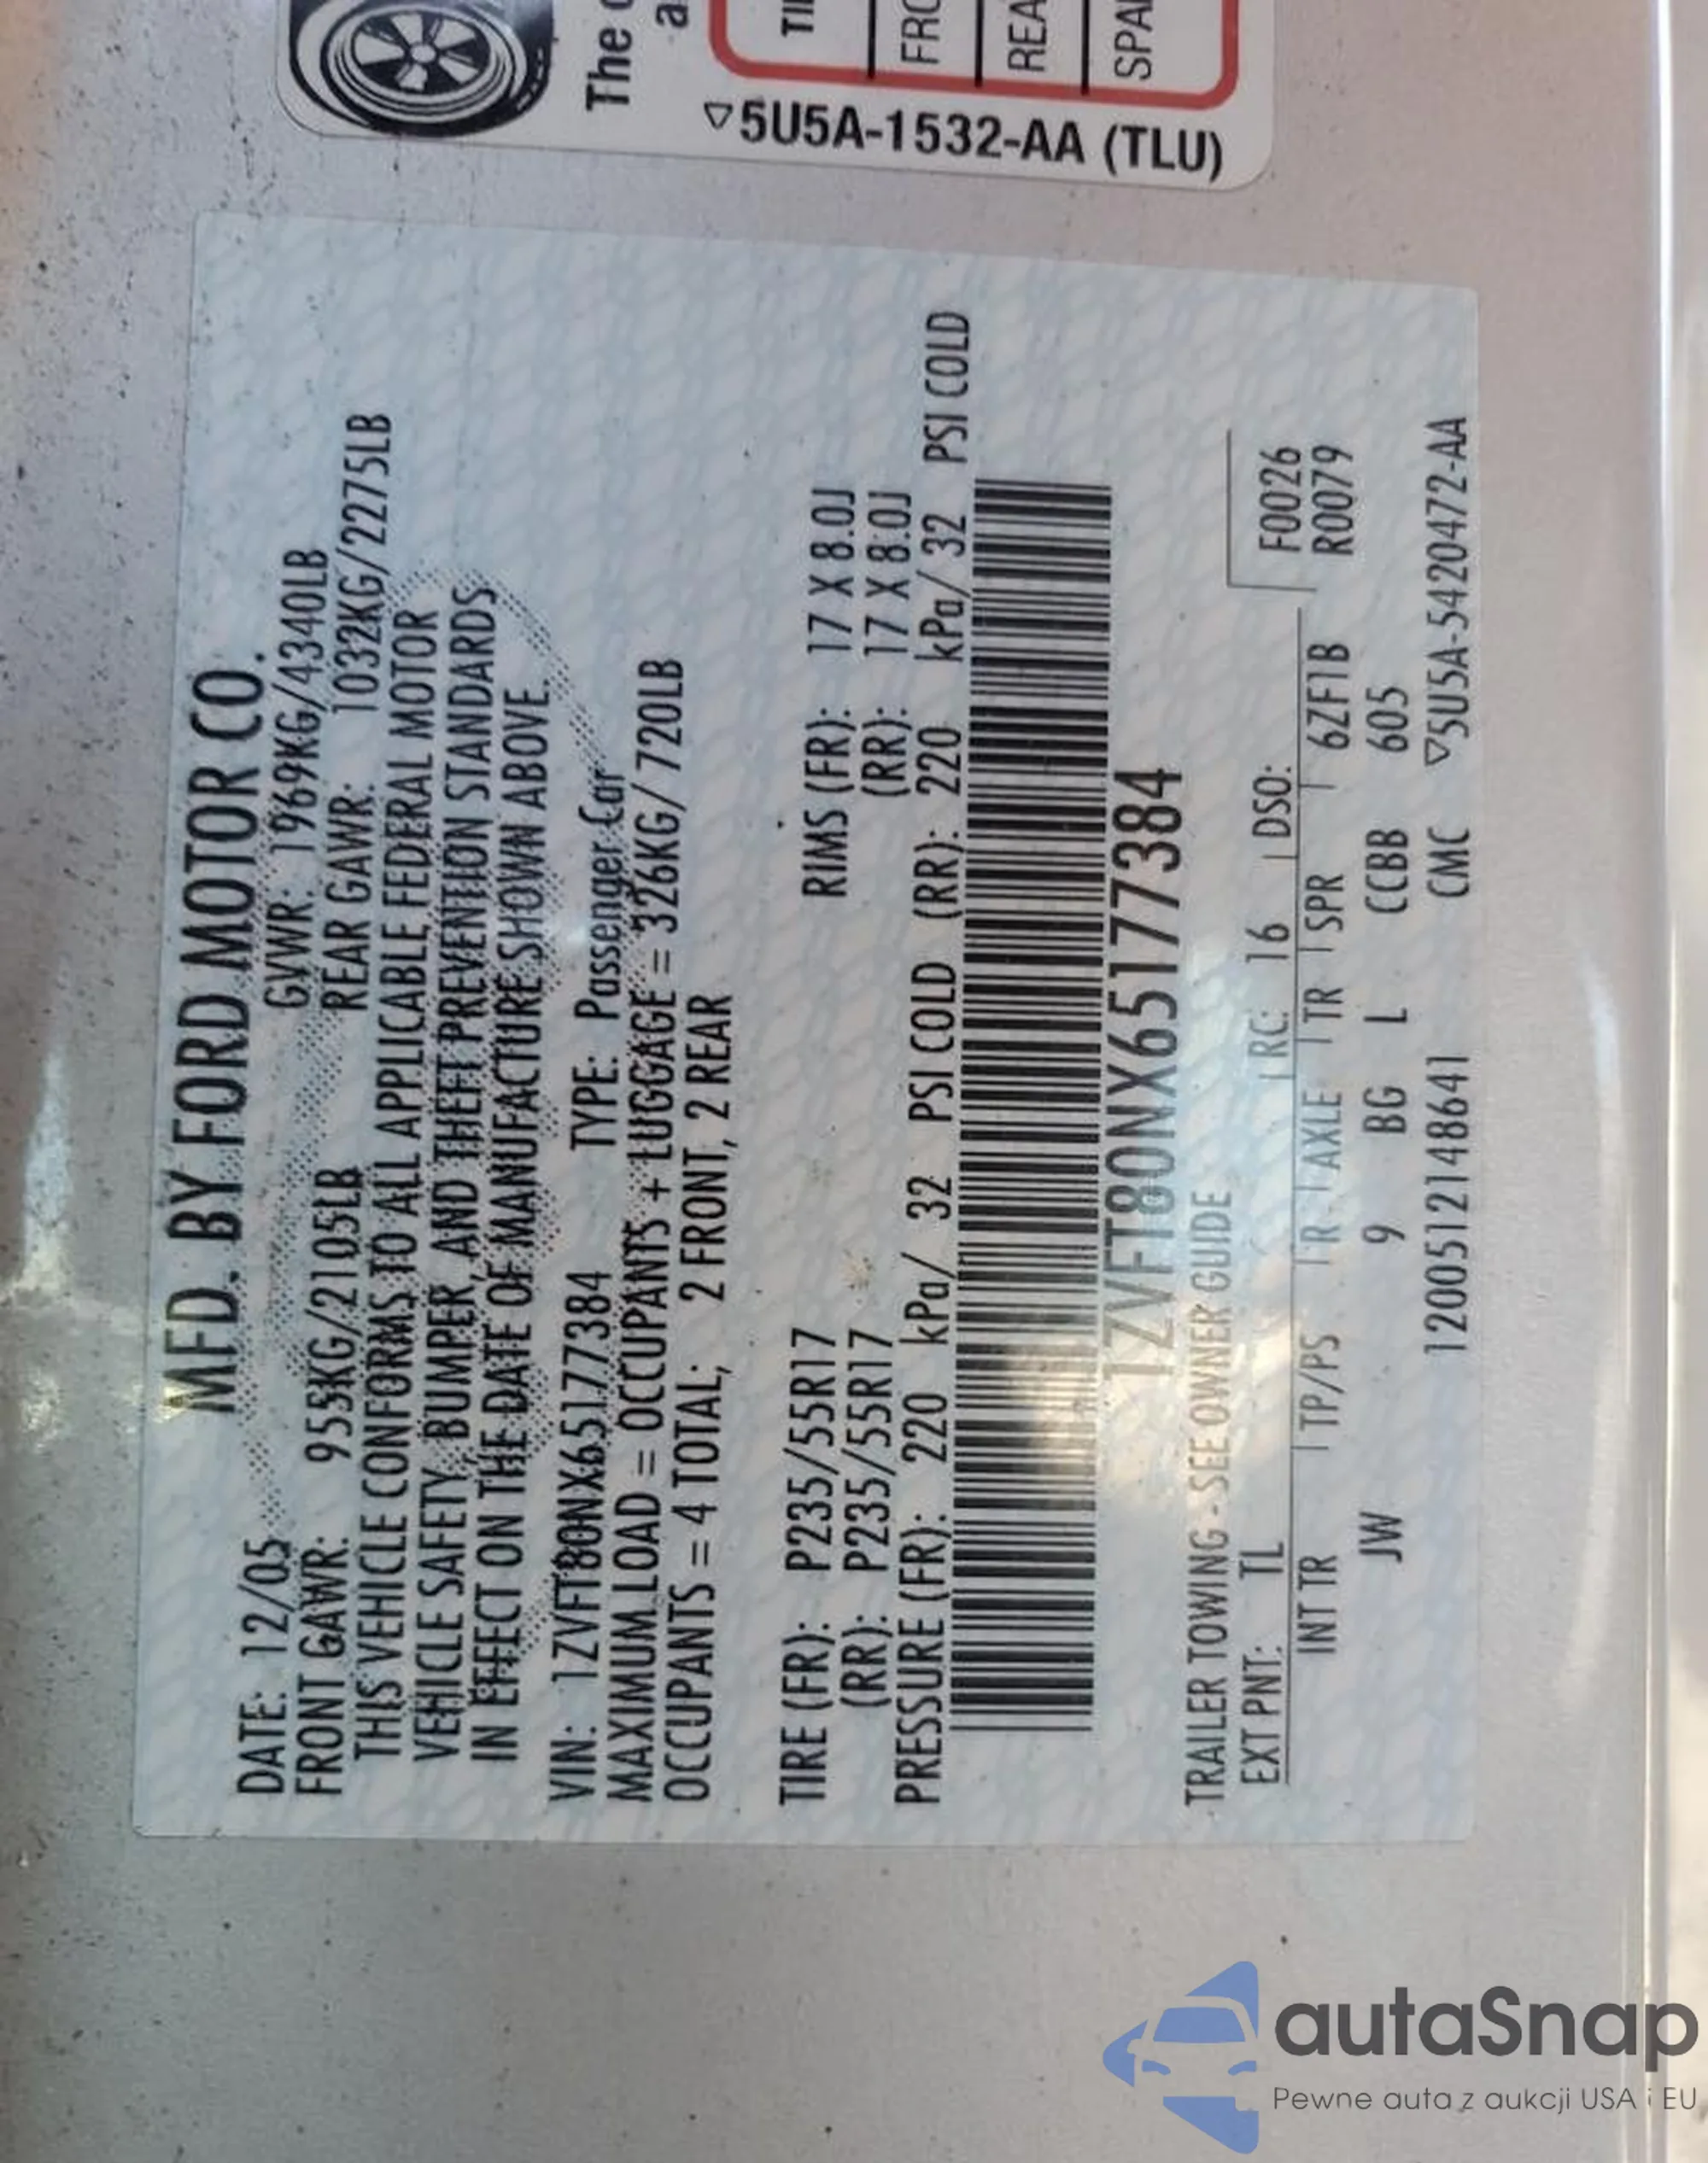 MFD. BY FORD MOTOR CO.
DATE: 12/05 GVWR: 1969KG/4340LB
FRONT GAWR: 955KG/2105LB REAR GAWR: 1032KG/2275LB
THIS VEHICLE CONFORMS TO ALL APPLICABLE FEDERAL MOTOR
VEHICLE SAFETY, BUMPER, AND THEFT PREVENTION STANDARDS
IN EFFECT ON THE DATE OF MANUFACTURE SHOWN ABOVE.
VIN: 1ZVFT80NX65177384 TYPE: Passenger Car
MAXIMUM LOAD = OCCUPANTS + LUGGAGE = 326KG/720LB
OCCUPANTS = 4 TOTAL; 2 FRONT, 2 REAR
TIRE (FR): P235/55R17 RIMS (FR): 17 X 8.0J
(RR): P235/55R17 (RR): 17 X 8.0J
PRESSURE (FR): 220 kPa/ 32 PSI COLD (RR): 220 kPa/ 32 PSI COLD
1ZVFT80NX65177384
TRAILER TOWING - SEE OWNER GUIDE
EXT PNT: TL RC: 16 DSO: F0026
INT TR TP/PS R AXLE TR SPR 6ZF1B R0079
JW 9 BG L CCBB 605
1200512148641 CMC ▽5U5A-5420472-AA
The
a
TI
FRO
REA
SPA
▽5U5A-1532-AA (TLU)
autaSnap
Pewne auta z aukcji USA i EU